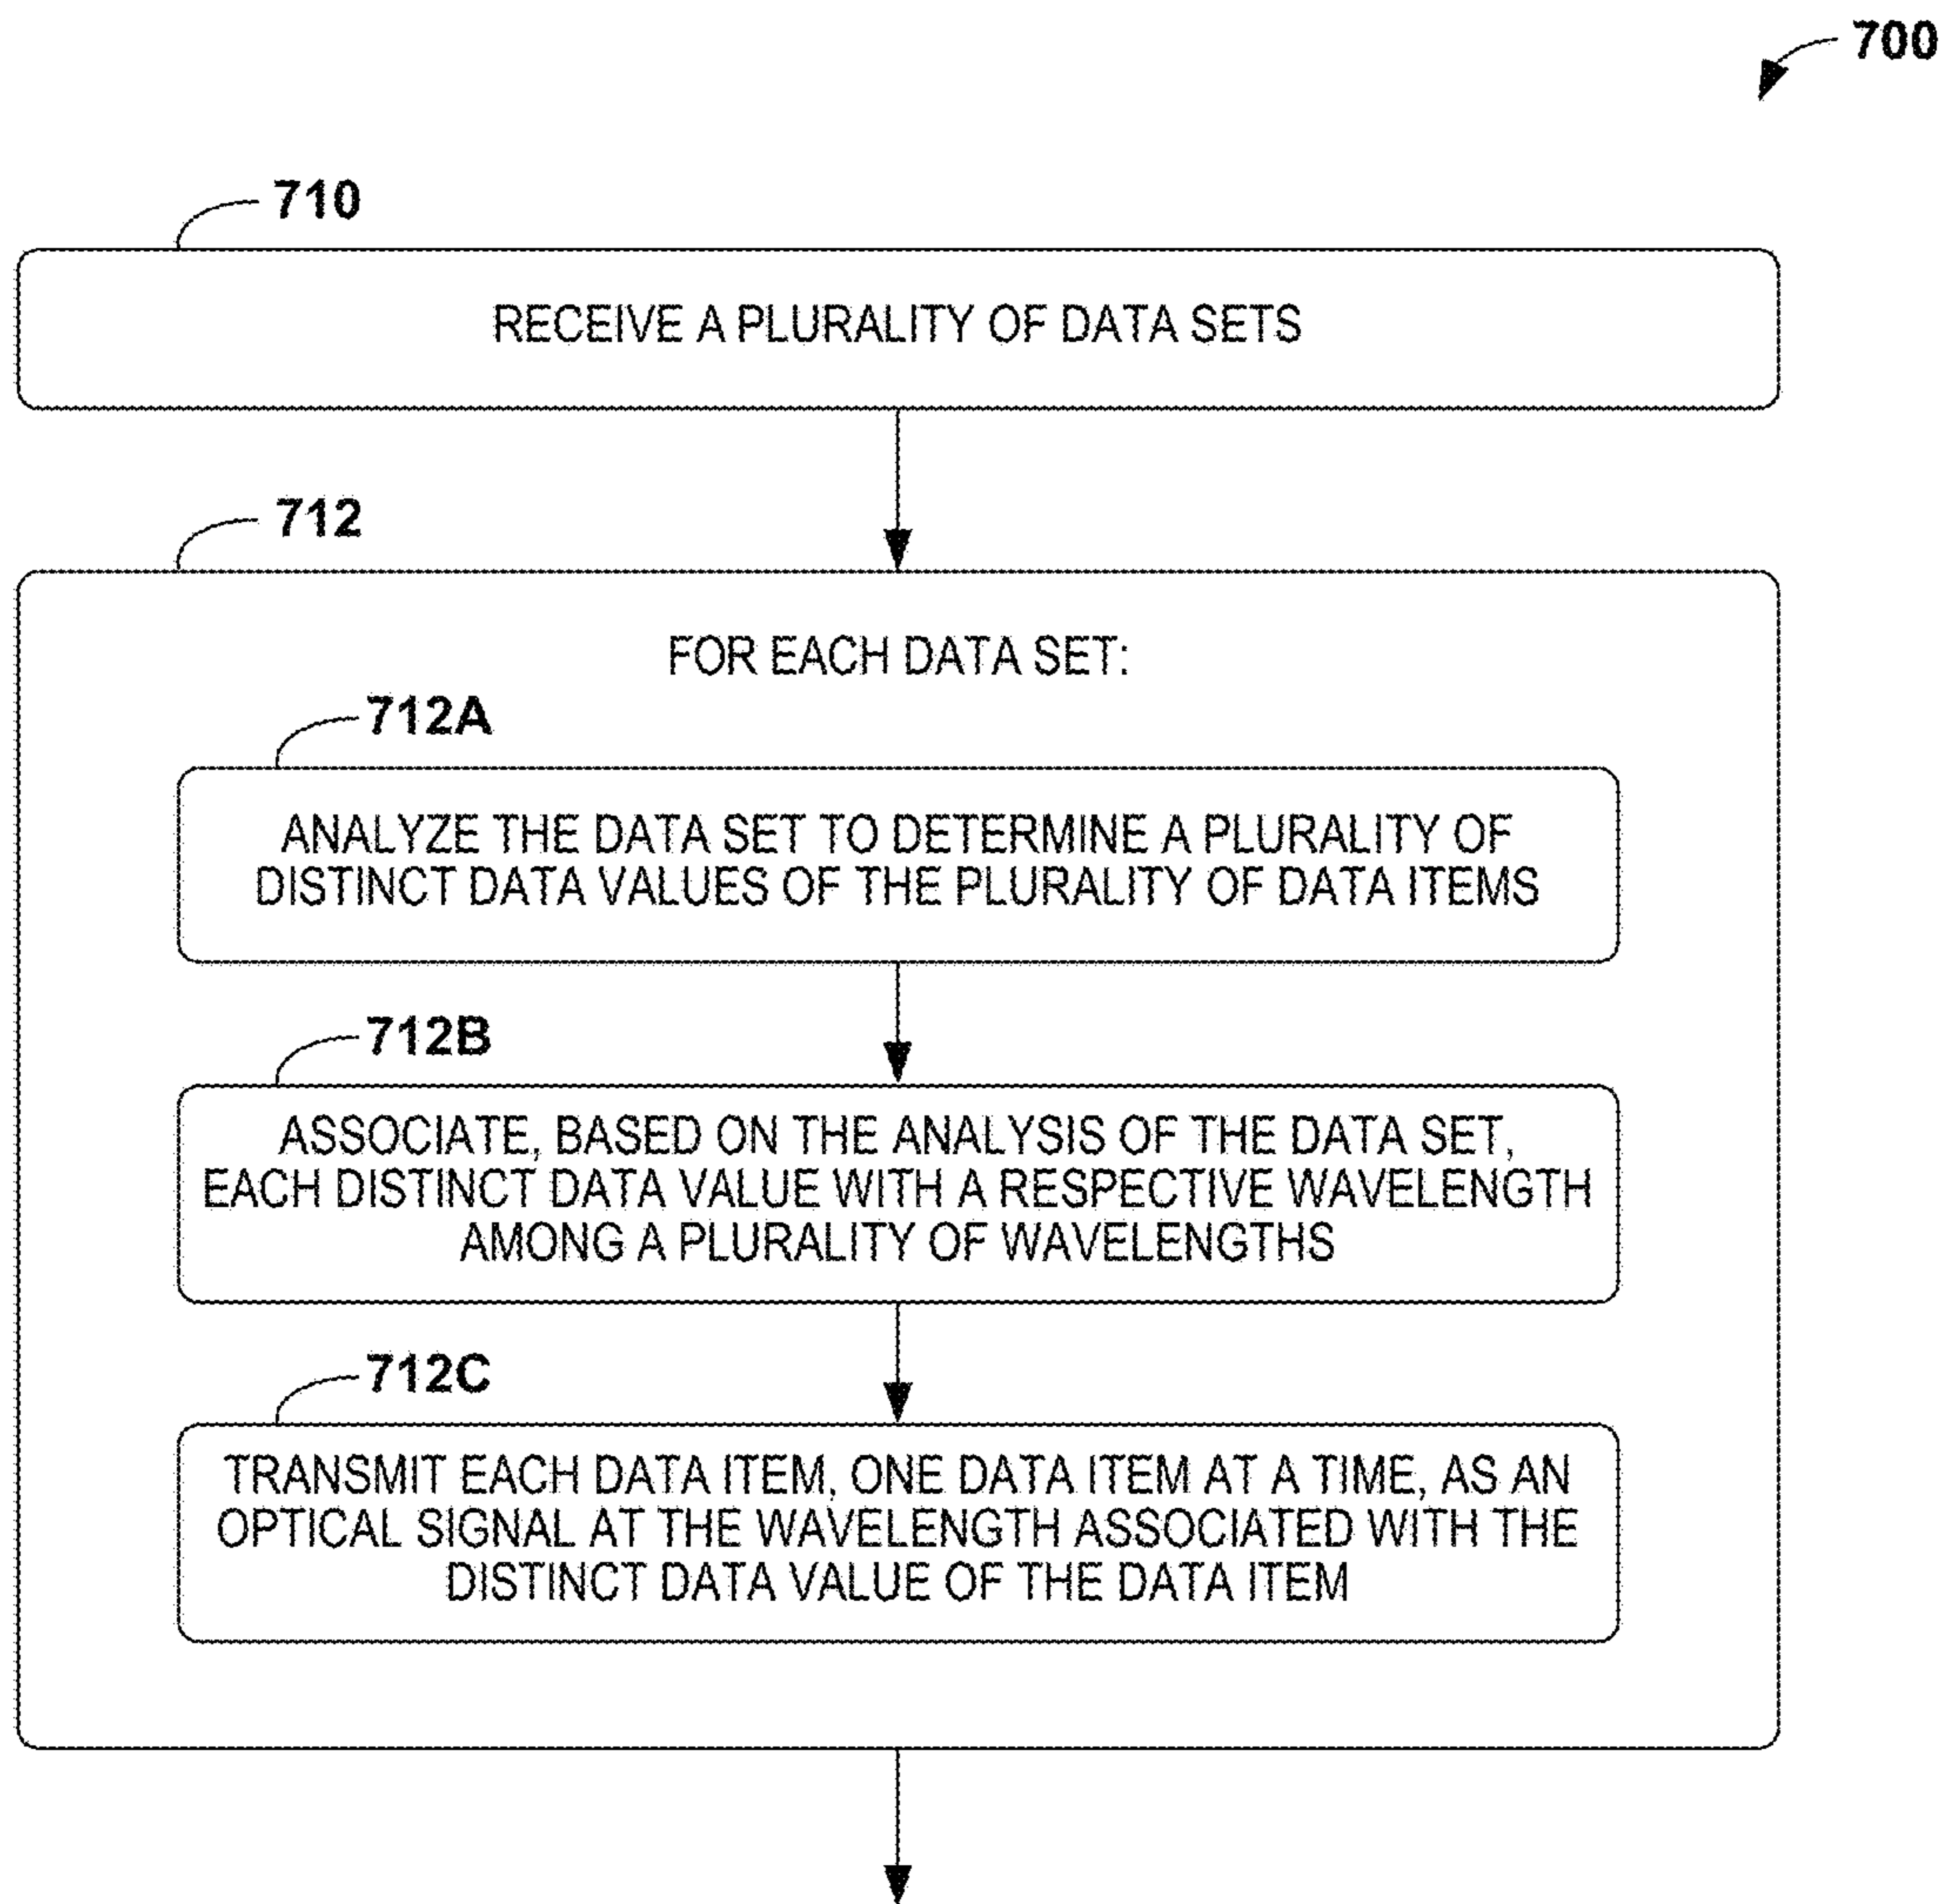 700
710
RECEIVE A PLURALITY OF DATA SETS
712
FOR EACH DATA SET:
712A
ANALYZE THE DATA SET TO DETERMINE A PLURALITY OF
DISTINCT DATA VALUES OF THE PLURALITY OF DATA ITEMS
712B
ASSOCIATE, BASED ON THE ANALYSIS OF THE DATA SET,
EACH DISTINCT DATA VALUE WITH A RESPECTIVE WAVELENGTH
AMONG A PLURALITY OF WAVELENGTHS
712C
TRANSMIT EACH DATA ITEM, ONE DATA ITEM AT A TIME, AS AN
OPTICAL SIGNAL AT THE WAVELENGTH ASSOCIATED WITH THE
DISTINCT DATA VALUE OF THE DATA ITEM